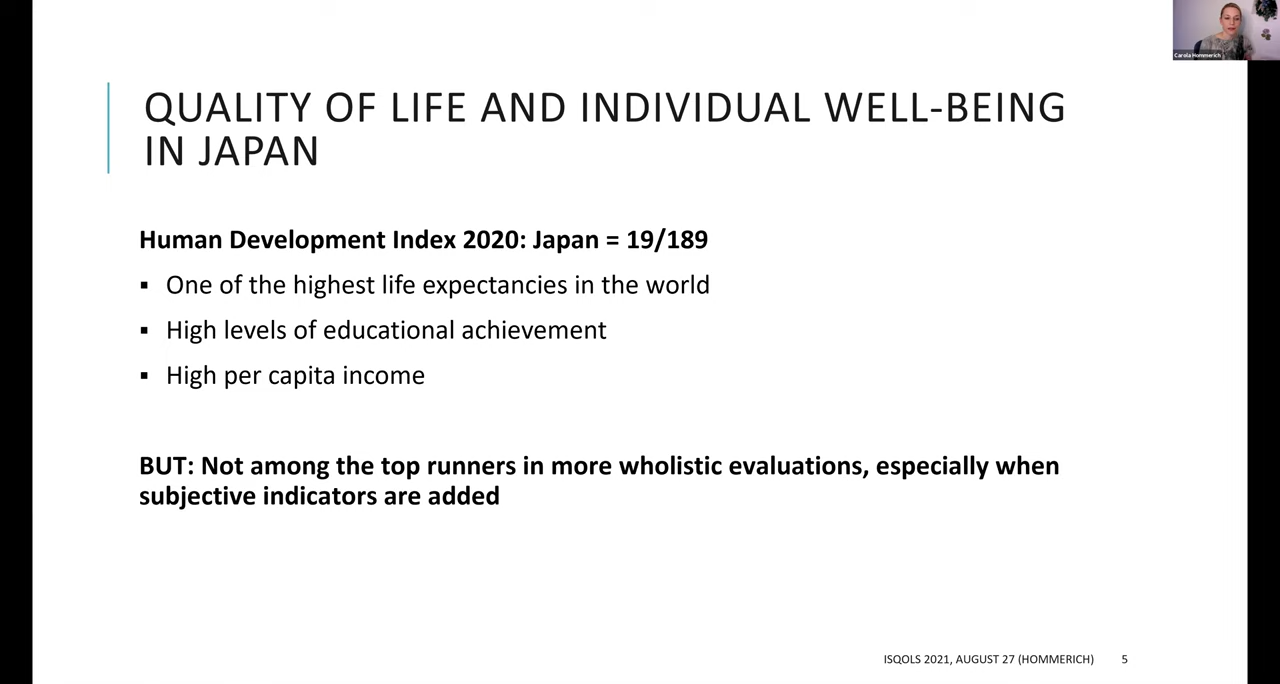 Carola Hommerich
QUALITY OF LIFE AND INDIVIDUAL WELL-BEING
IN JAPAN
Human Development Index 2020: Japan = 19/189
▪ One of the highest life expectancies in the world
▪ High levels of educational achievement
▪ High per capita income
BUT: Not among the top runners in more wholistic evaluations, especially when
subjective indicators are added
ISQOLS 2021, AUGUST 27 (HOMMERICH) 5